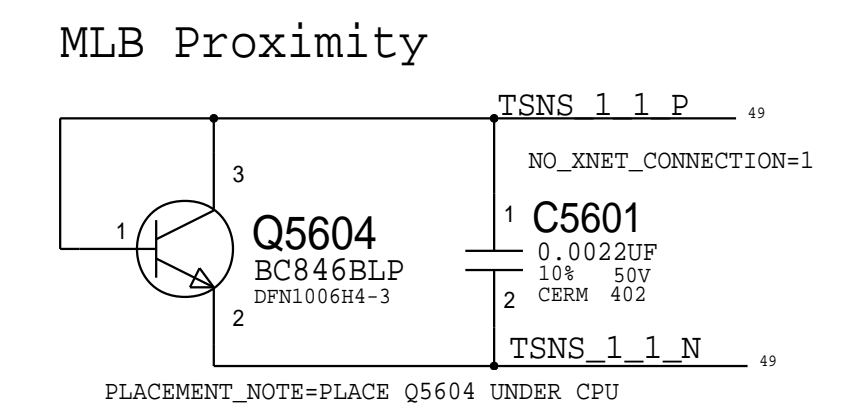 MLB Proximity
TSNS_1_1_P 49
NO_XNET_CONNECTION=1
3
1
Q5604
BC846BLP
DFN1006H4-3
2
1
C5601
0.0022UF
10% 50V
CERM 402
2
TSNS_1_1_N 49
PLACEMENT_NOTE=PLACE Q5604 UNDER CPU